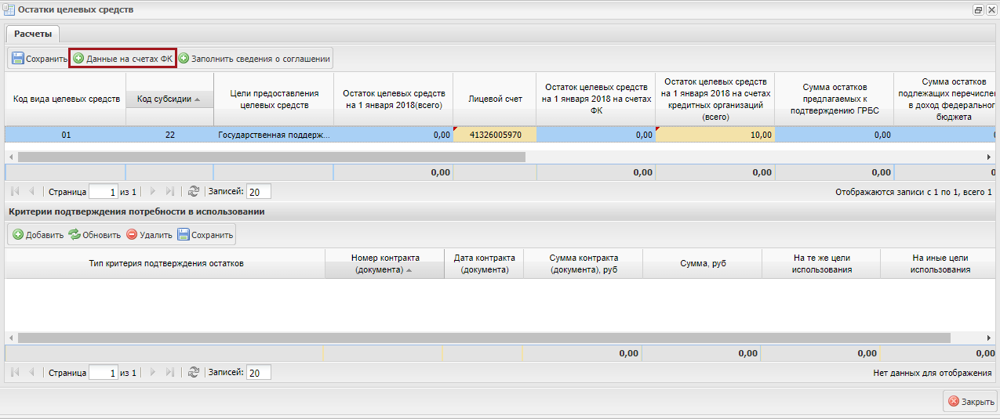 Остатки целевых средств
Расчеты
Сохранить Данные на счетах ФК Заполнить сведения о соглашении
Код вида целевых средств
Код субсидии
Цели предоставления
целевых средств
Остаток целевых средств
на 1 января 2018(всего)
Лицевой счет
Остаток целевых средств
на 1 января 2018 на счетах
ФК
Остаток целевых средств
на 1 января 2018 на счетах
кредитных организаций
(всего)
Сумма остатков
предлагаемых к
подтверждению ГРБС
Сумма остатков
подлежащих перечислен
в доход федерального
бюджета
01 22 Государственная поддерж... 0,00 41326005970 0,00 10,00 0,00 0
0,00 0,00 0,00 0,00 0,00
Страница 1 из 1 Записей: 20 Отображаются записи с 1 по 1, всего 1
Критерии подтверждения потребности в использовании
Добавить Обновить Удалить Сохранить
Тип критерия подтверждения остатков
Номер контракта
(документа)
Дата контракта
(документа)
Сумма контракта
(документа), руб
Сумма, руб
На те же цели
использования
На иные цели
использования
0,00 0,00 0,00 0,00
Страница 1 из 1 Записей: 20 Нет данных для отображения
Закрыть